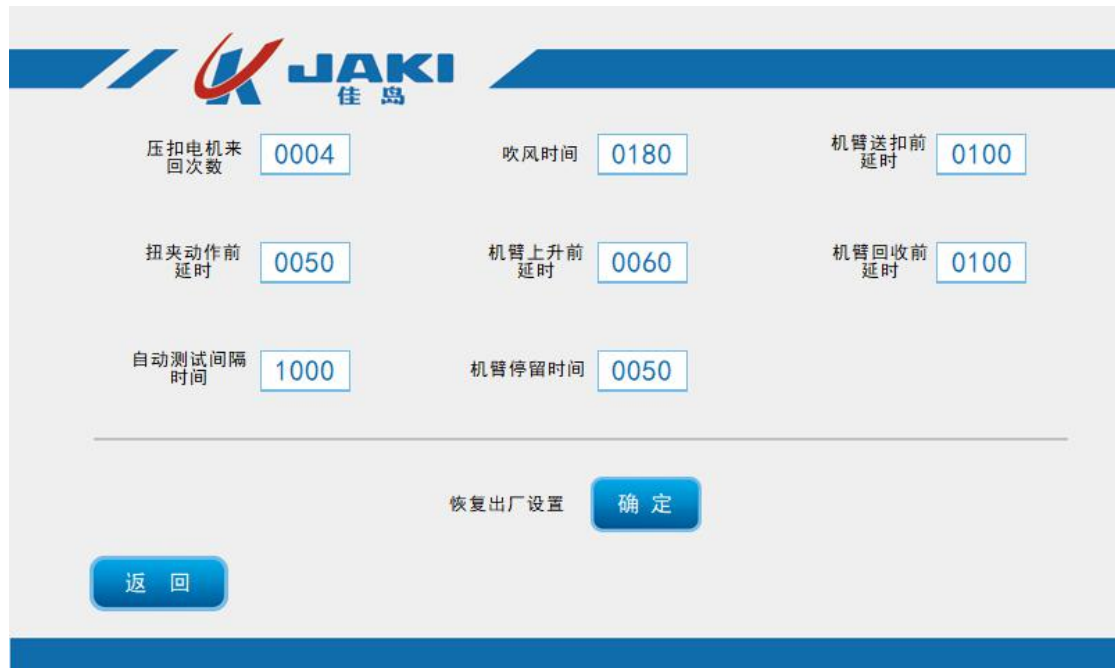 JAKI
佳岛
压扣电机来
回次数
0004
吹风时间
0180
机臂送扣前
延时
0100
扭夹动作前
延时
0050
机臂上升前
延时
0060
机臂回收前
延时
0100
自动测试间隔
时间
1000
机臂停留时间
0050
恢复出厂设置
确定
返回